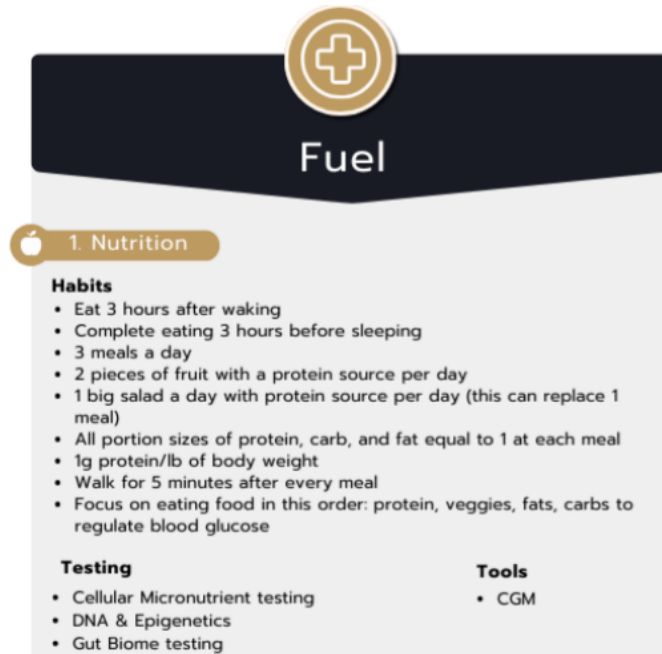 Fuel
1. Nutrition
Habits
• Eat 3 hours after waking
• Complete eating 3 hours before sleeping
• 3 meals a day
• 2 pieces of fruit with a protein source per day
• 1 big salad a day with protein source per day (this can replace 1
meal)
• All portion sizes of protein, carb, and fat equal to 1 at each meal
• 1g protein/lb of body weight
• Walk for 5 minutes after every meal
• Focus on eating food in this order: protein, veggies, fats, carbs to
regulate blood glucose
Testing
• Cellular Micronutrient testing
• DNA & Epigenetics
• Gut Biome testing
Tools
• CGM